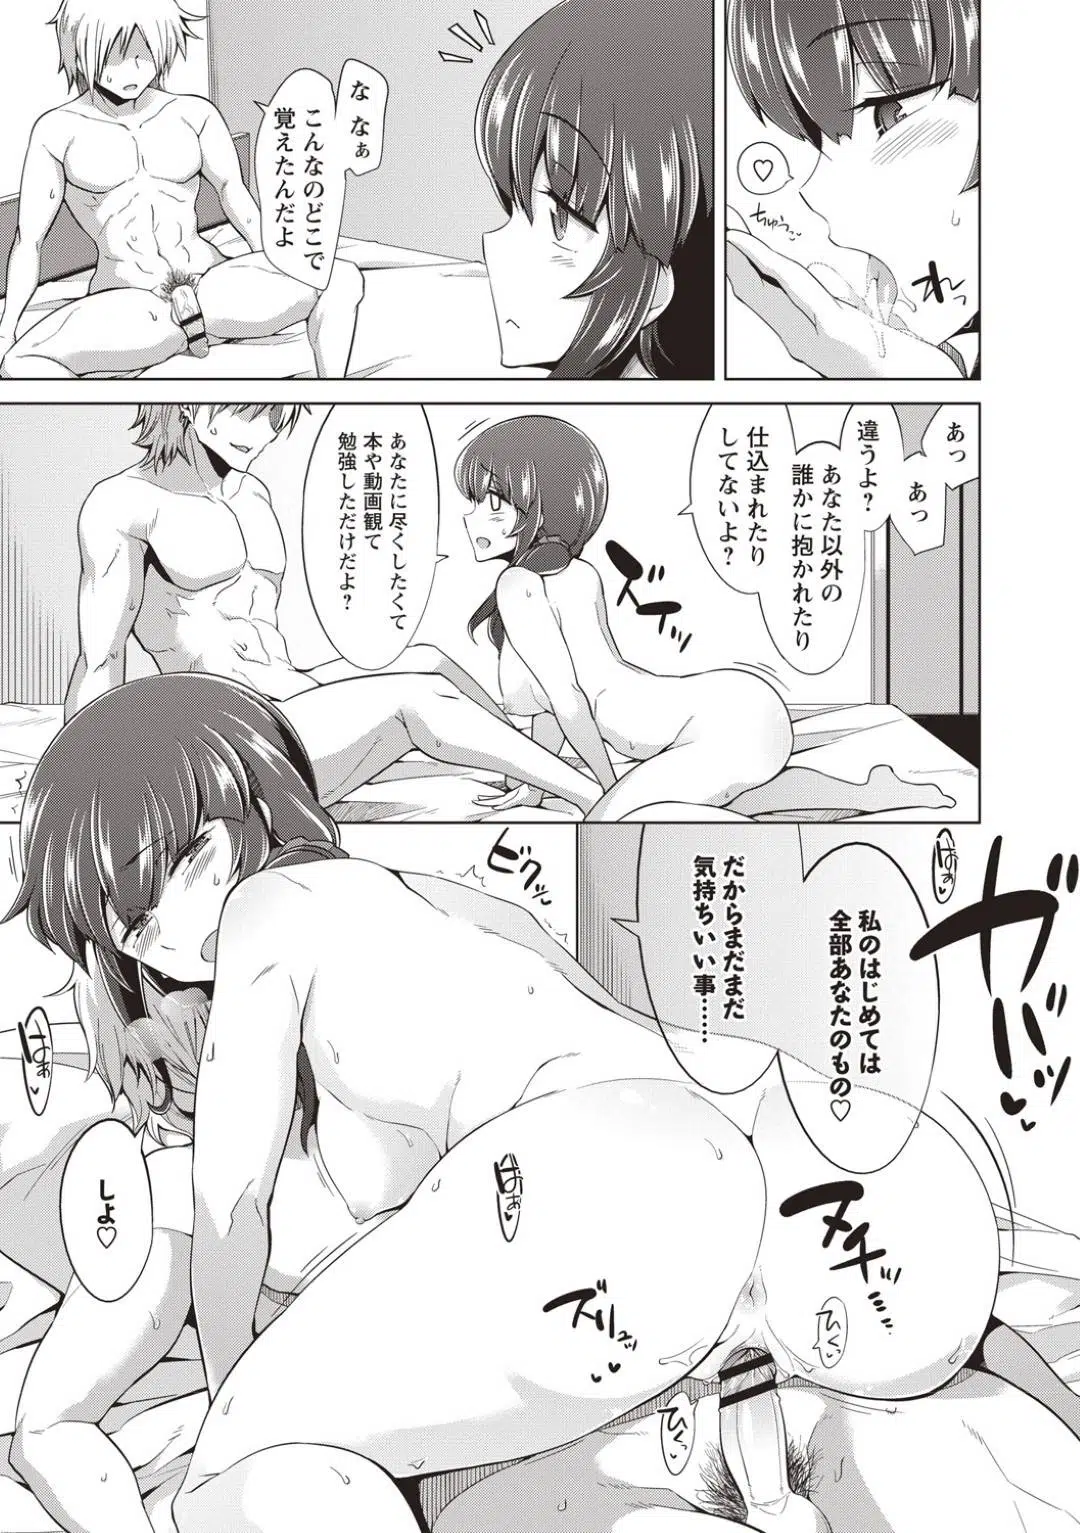 ちゅうっ
れっ
な なぁ
こんなのどこで
覚えたんだよ
あっ
あっ
違うよ?
あなた以外の
誰かに抱かれたり
仕込まれたり
してないよ?
ズイッ
あなたに尽くしたくて
本や動画観て
勉強しただけだよ?
はぁ
ガバッ
私のはじめては
全部あなたのもの♡
だからまだまだ
気持ちいい事……
ビクッ
はぁ
しよ♡
はぁ
ヌチッ
ズリュッ
ひくっ
ひくっ